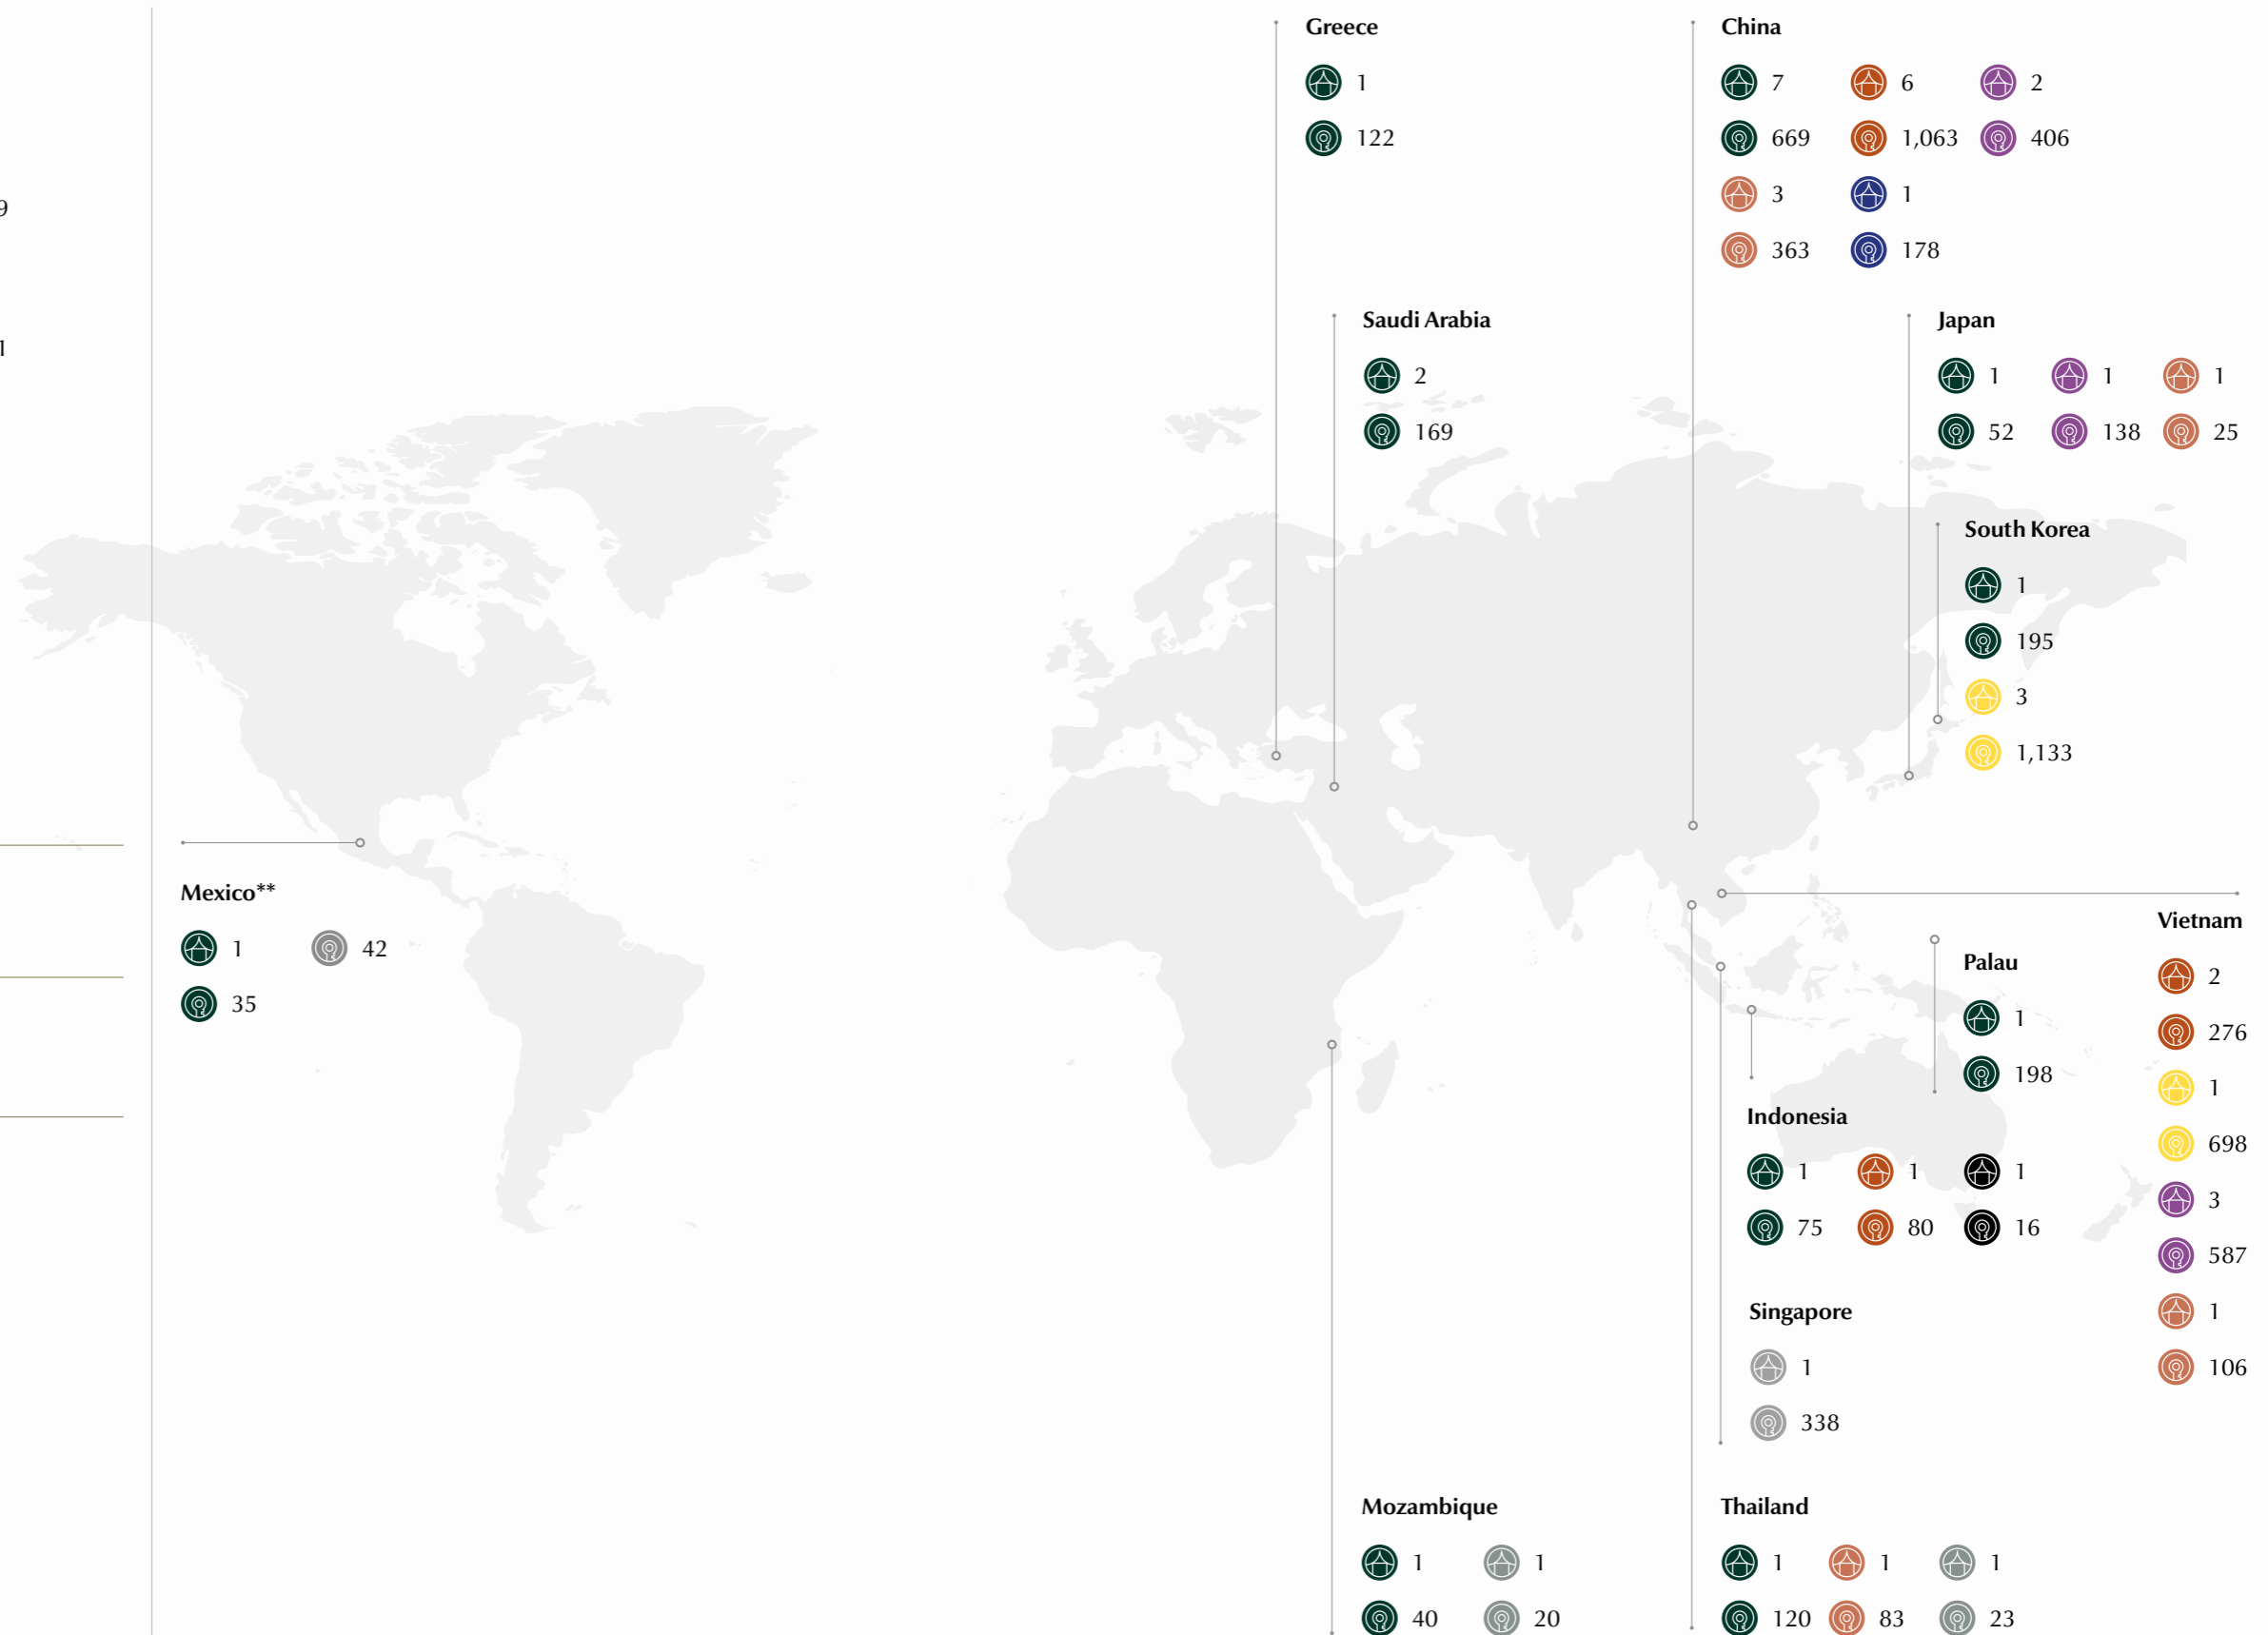 9
1
Greece
1
122
China
7 6 2
669 1,063 406
3 1
363 178
Saudi Arabia
2
169
Japan
1 1 1
52 138 25
South Korea
1
195
3
1,133
Mexico**
1 42
35
Vietnam
2
276
1
698
3
587
1
106
Palau
1
198
Indonesia
1 1 1
75 80 16
Singapore
1
338
Mozambique
1 1
40 20
Thailand
1 1 1
120 83 23